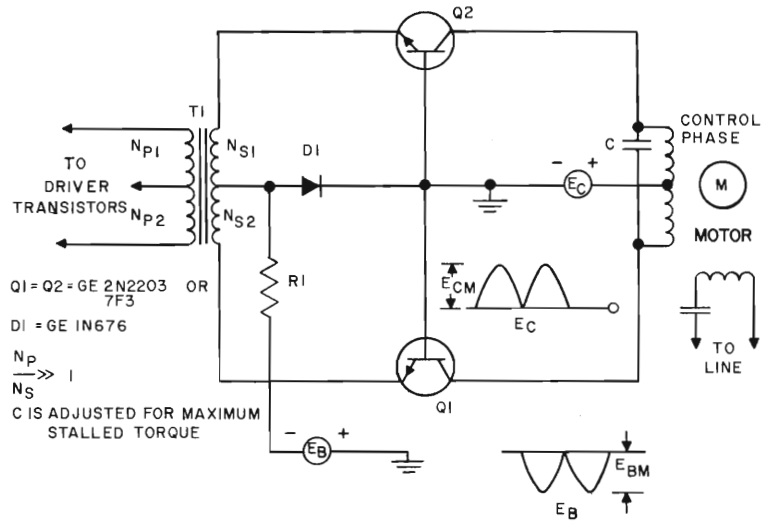 Q2
T1
CONTROL
PHASE
NP1
NS1
D1
C
TO
DRIVER
TRANSISTORS
- +
EC
M
NP2
NS2
MOTOR
R1
Q1 = Q2 = GE 2N2203 OR
7F3
ECM
EC
D1 = GE 1N676
NP
NS
≫ 1
TO
LINE
C IS ADJUSTED FOR MAXIMUM
STALLED TORQUE
Q1
- +
EB
EBM
EB